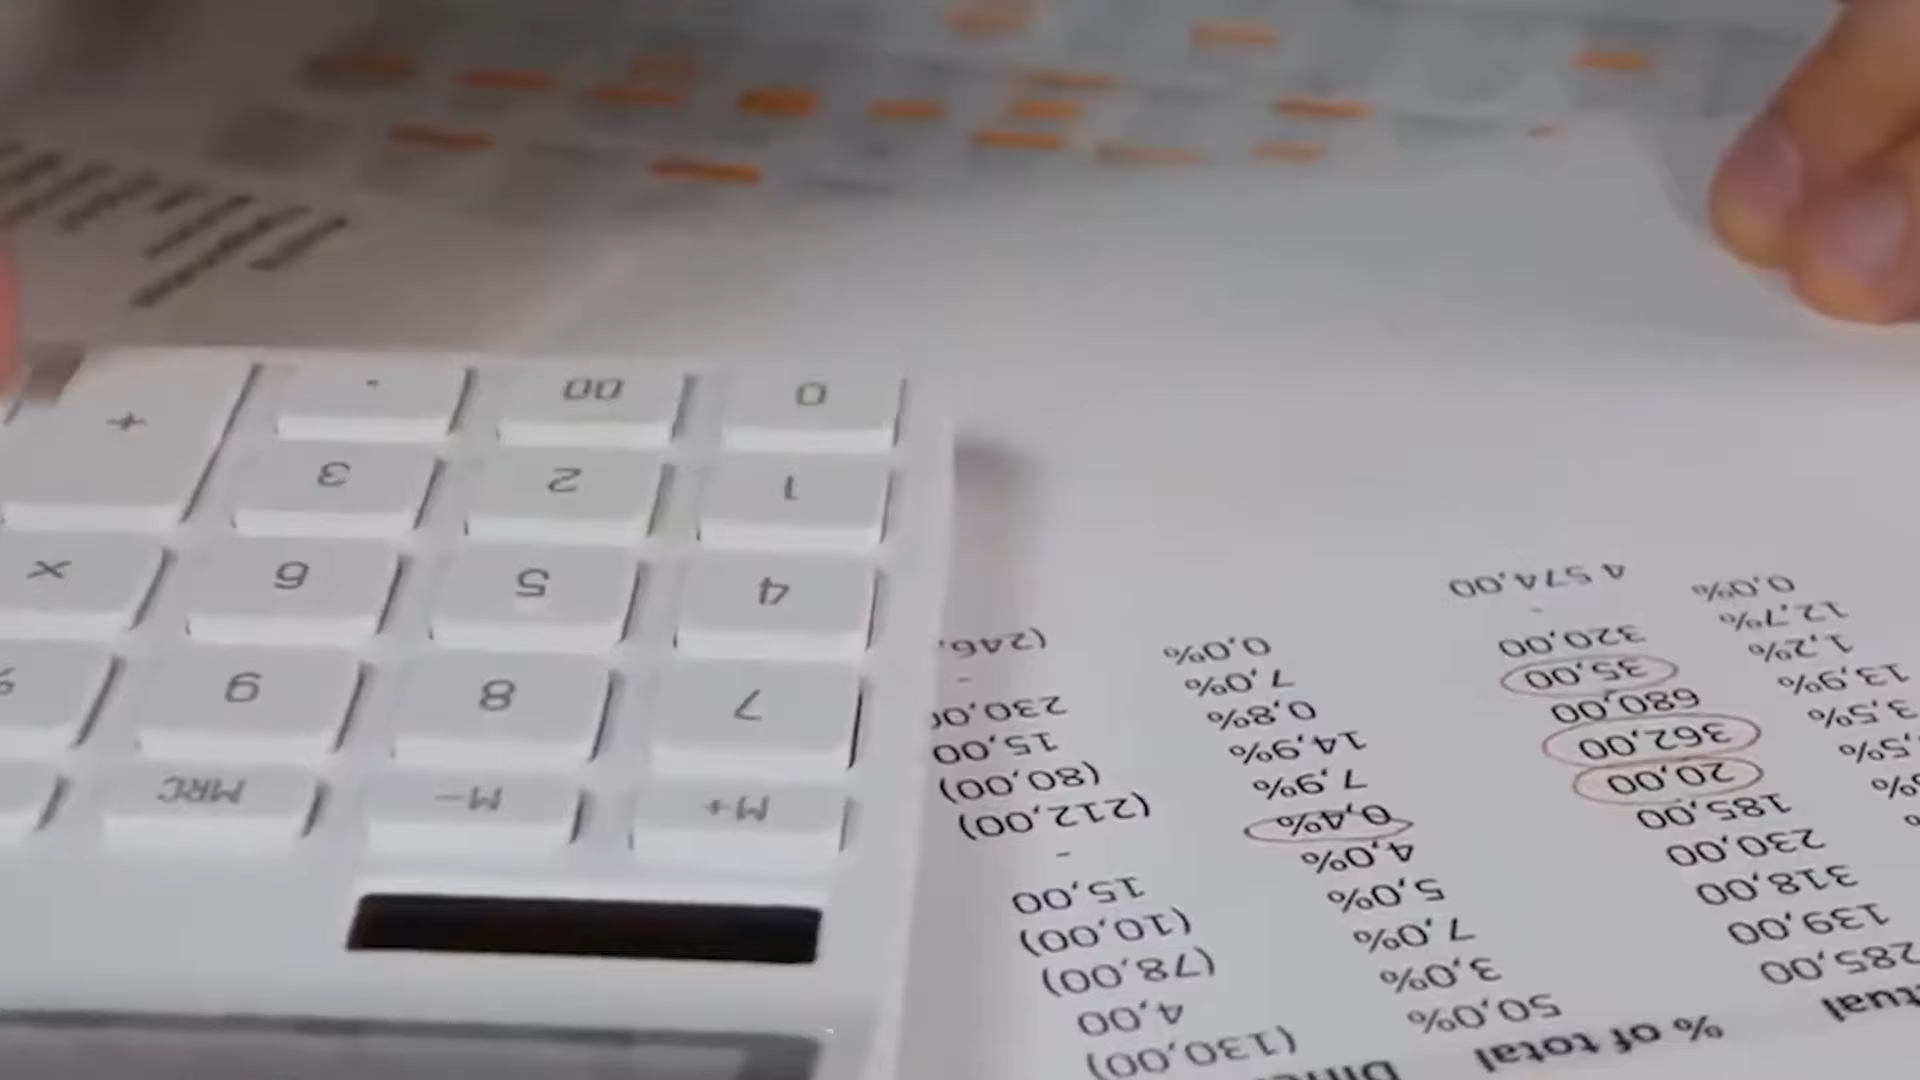 tual % of total
285,00 50,0% (130,00)
139,00 3,0% 4,00
318,00 7,0% (78,00)
230,00 5,0% (10,00)
185,00 4,0% 15,00
20,00 0,4% -
3,5% 362,00 7,9% (212,00)
13,9% 680,00 14,9% (80,00)
1,2% 35,00 0,8% 15,00
12,7% 320,00 7,0% 230,00
0,0% - 0,0% -
4 574,00 (246,
M+ M− MRC
7 8 9 %
4 5 6 ×
1 2 3 +
0 00 .